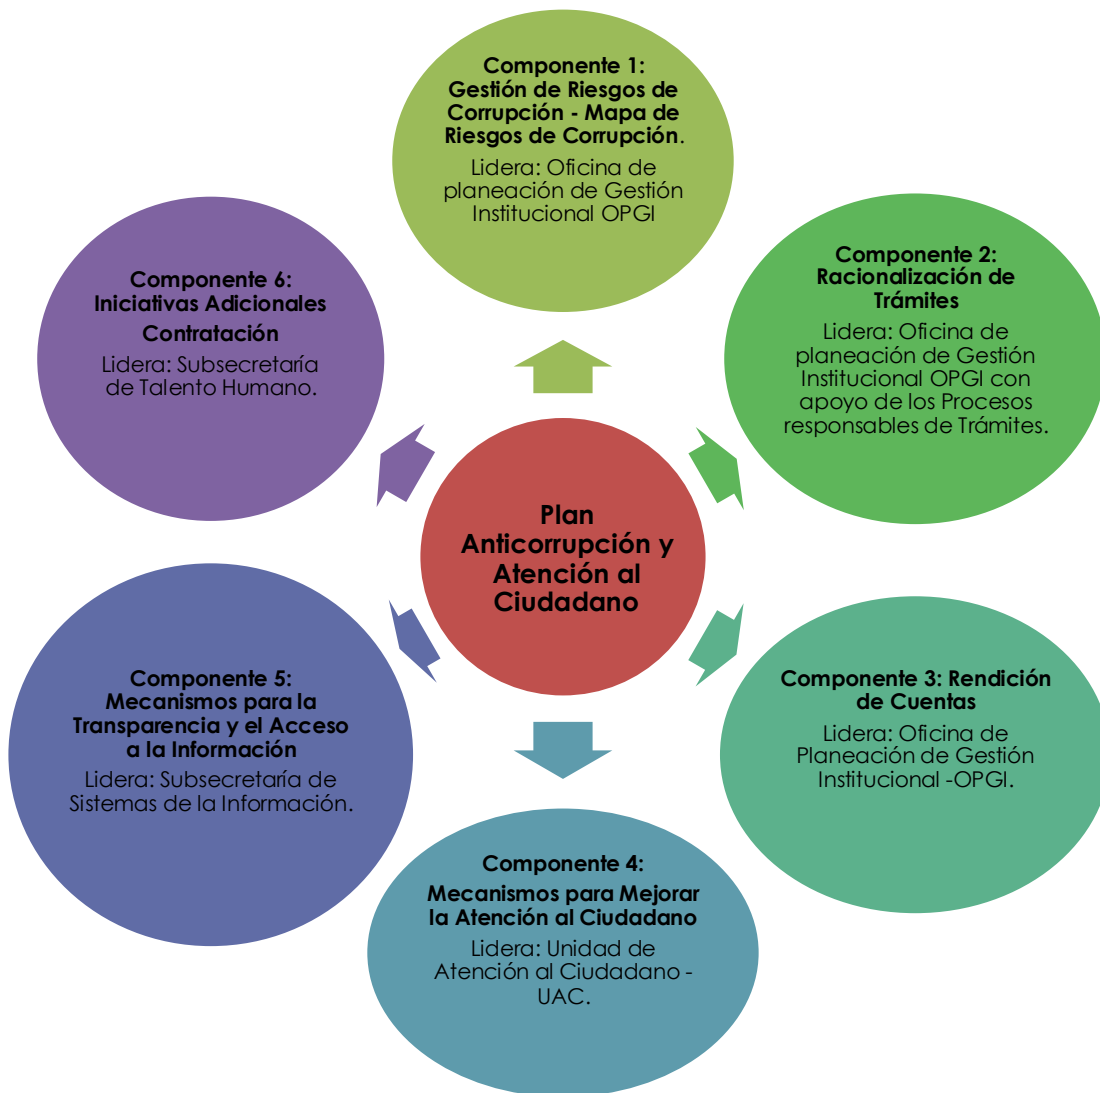 Componente 1:
Gestión de Riesgos de
Corrupción - Mapa de
Riesgos de Corrupción.
Lidera: Oficina de
planeación de Gestión
Institucional OPGI
Componente 2:
Racionalización de
Trámites
Lidera: Oficina de
planeación de Gestión
Institucional OPGI con
apoyo de los Procesos
responsables de Trámites.
Componente 3: Rendición
de Cuentas
Lidera: Oficina de
Planeación de Gestión
Institucional -OPGI.
Componente 4:
Mecanismos para Mejorar
la Atención al Ciudadano
Lidera: Unidad de
Atención al Ciudadano -
UAC.
Componente 5:
Mecanismos para la
Transparencia y el Acceso
a la Información
Lidera: Subsecretaría de
Sistemas de la Información.
Componente 6:
Iniciativas Adicionales
Contratación
Lidera: Subsecretaría
de Talento Humano.
Plan
Anticorrupción y
Atención al
Ciudadano